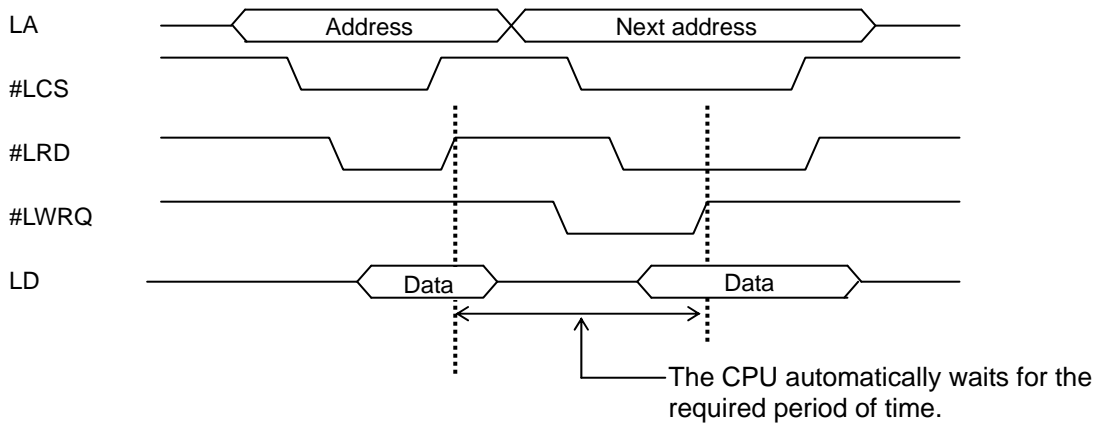 LA
Address
Next address
#LCS
#LRD
#LWRQ
LD
Data
Data
The CPU automatically waits for the
required period of time.